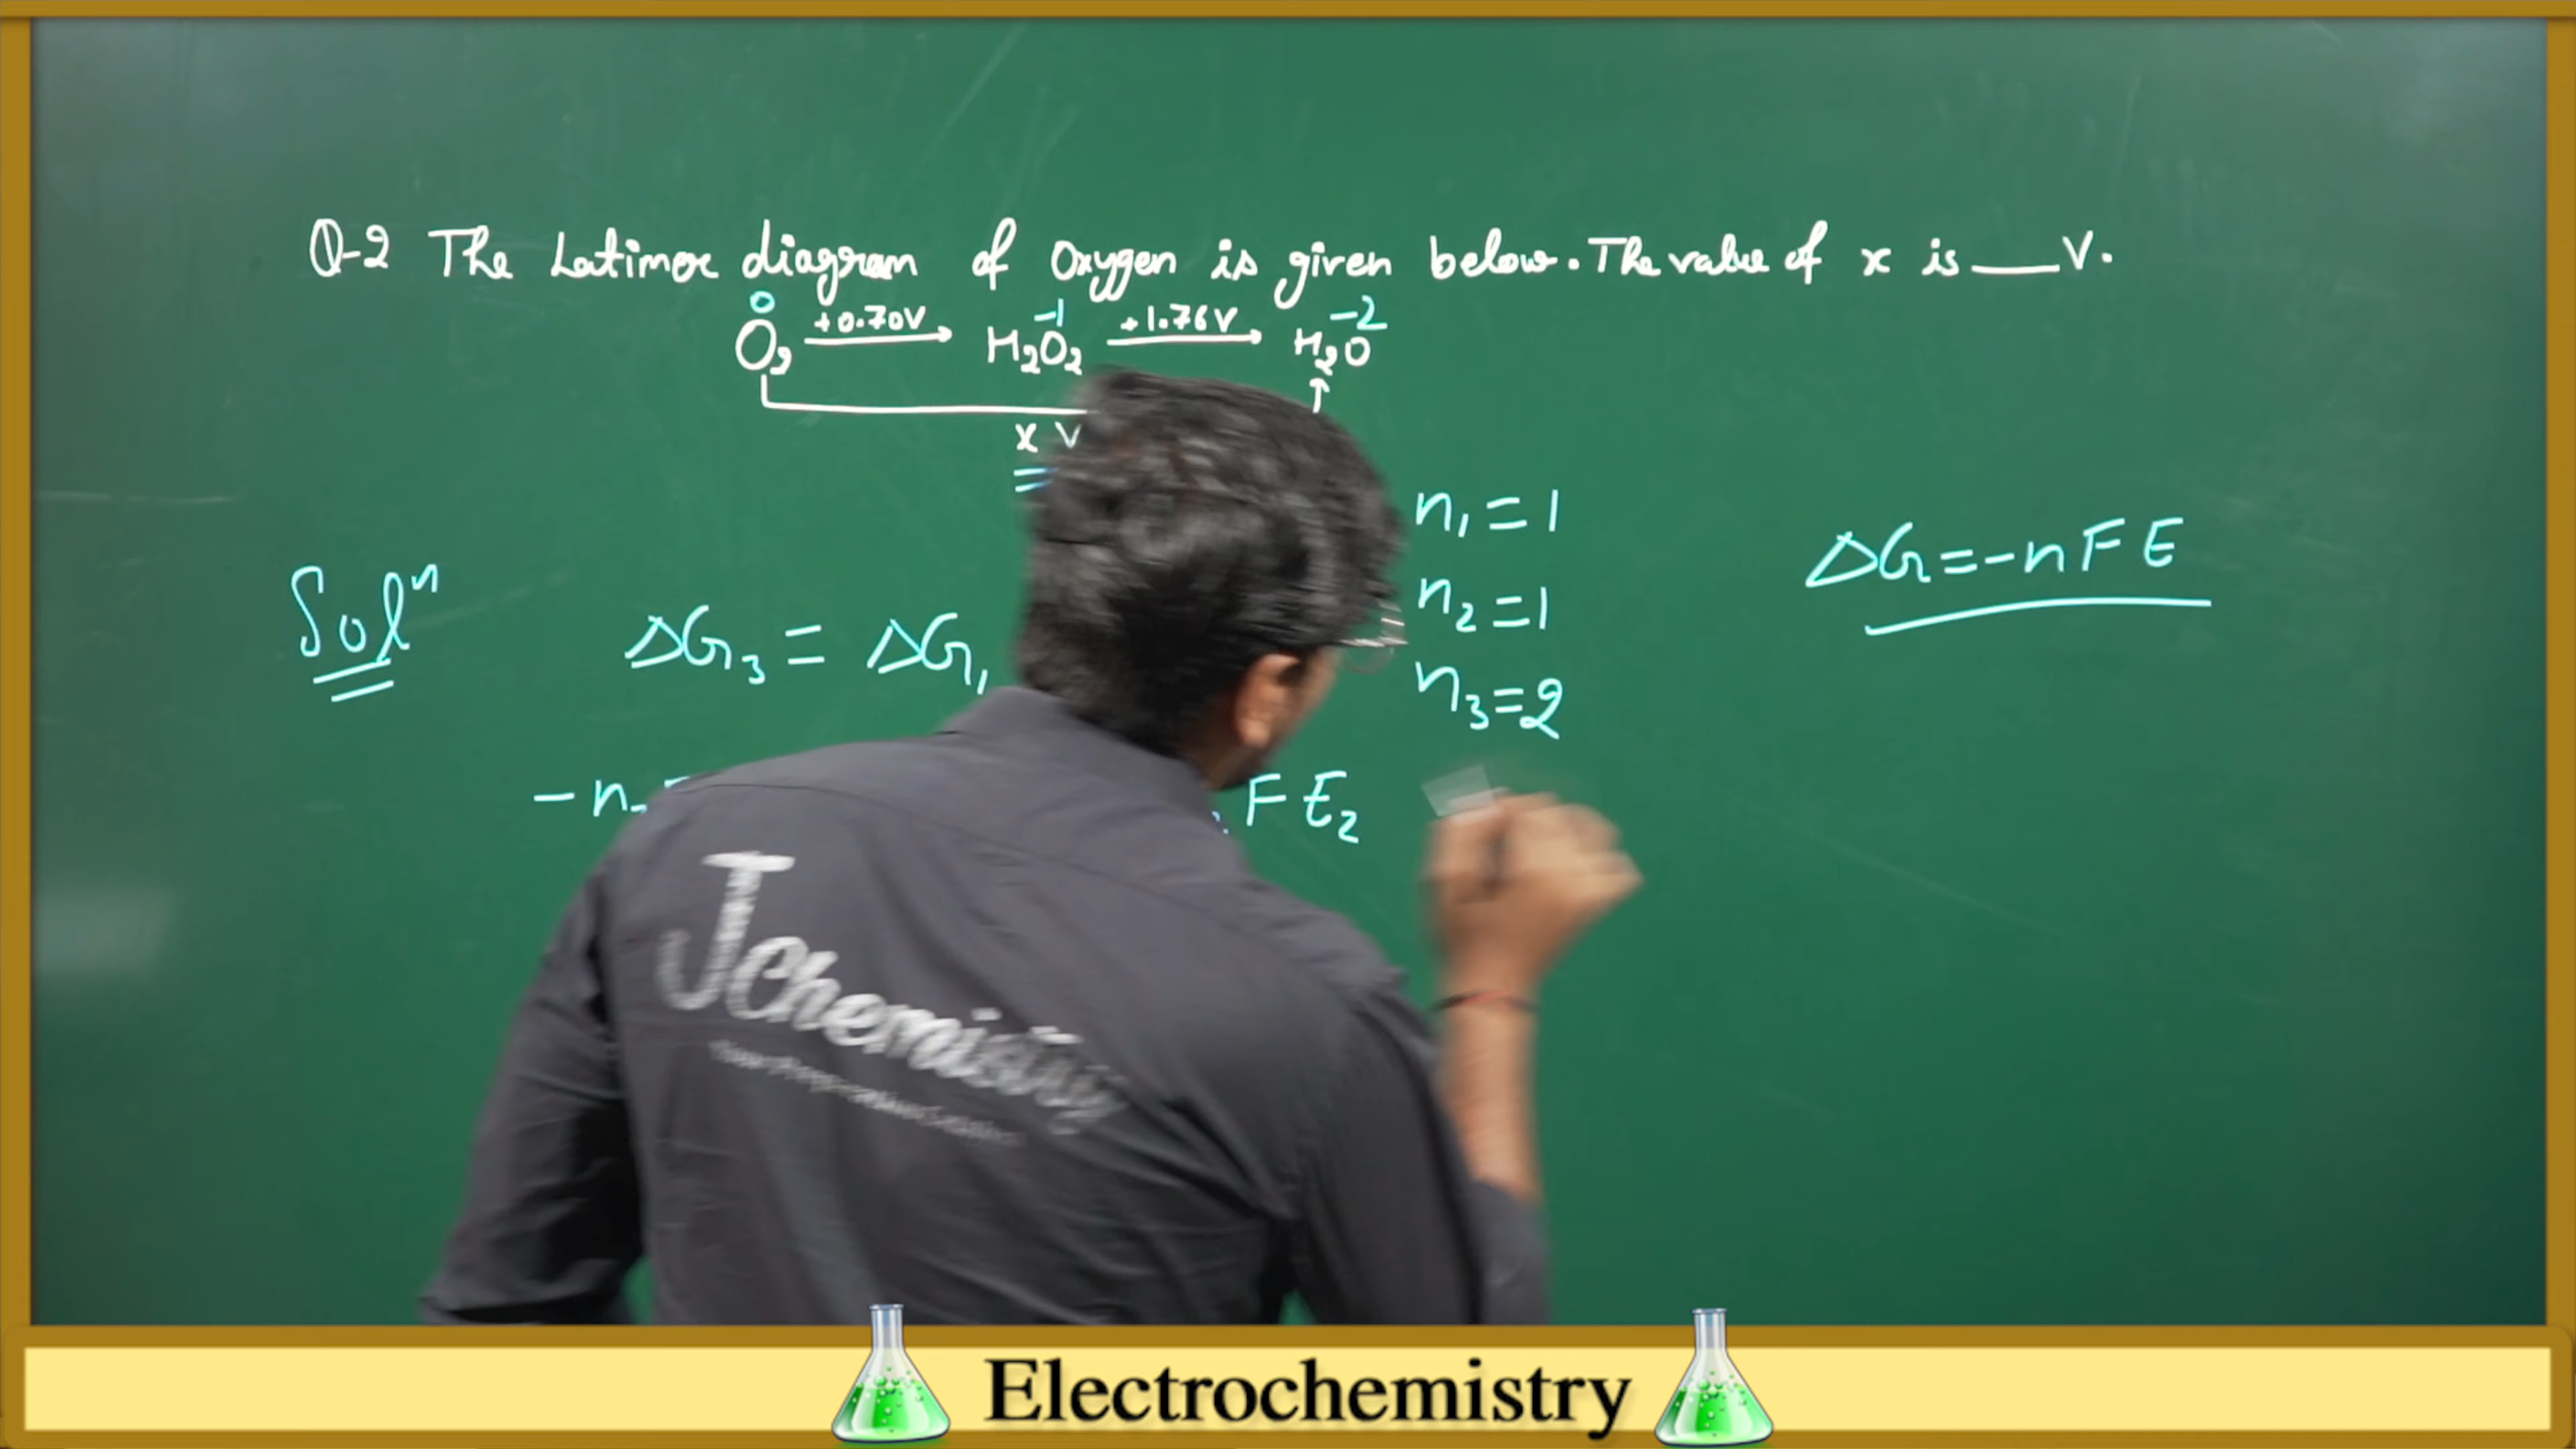 Q-2 The Latimer diagram of Oxygen is given below. The value of x is ___ V.
0 -1 -2
O2 +0.70V H2O2 +1.76V H2O
x V
n1 = 1
n2 = 1
n3 = 2
ΔG = -nFE
Solⁿ
ΔG3 = ΔG1
-n
FE2
Jchemistry
Electrochemistry